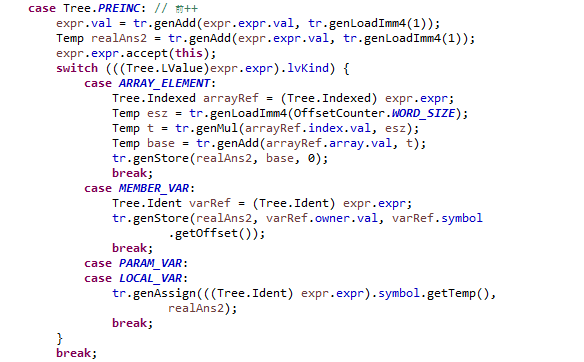 case Tree.PREINC: // 前++
    expr.val = tr.genAdd(expr.expr.val, tr.genLoadImm4(1));
    Temp realAns2 = tr.genAdd(expr.expr.val, tr.genLoadImm4(1));
    expr.expr.accept(this);
    switch (((Tree.LValue)expr.expr).lvKind) {
        case ARRAY_ELEMENT:
            Tree.Indexed arrayRef = (Tree.Indexed) expr.expr;
            Temp esz = tr.genLoadImm4(OffsetCounter.WORD_SIZE);
            Temp t = tr.genMul(arrayRef.index.val, esz);
            Temp base = tr.genAdd(arrayRef.array.val, t);
            tr.genStore(realAns2, base, 0);
            break;
        case MEMBER_VAR:
            Tree.Ident varRef = (Tree.Ident) expr.expr;
            tr.genStore(realAns2, varRef.owner.val, varRef.symbol
                    .getOffset());
            break;
        case PARAM_VAR:
        case LOCAL_VAR:
            tr.genAssign(((Tree.Ident) expr.expr).symbol.getTemp(),
                    realAns2);
            break;
    }
    break;